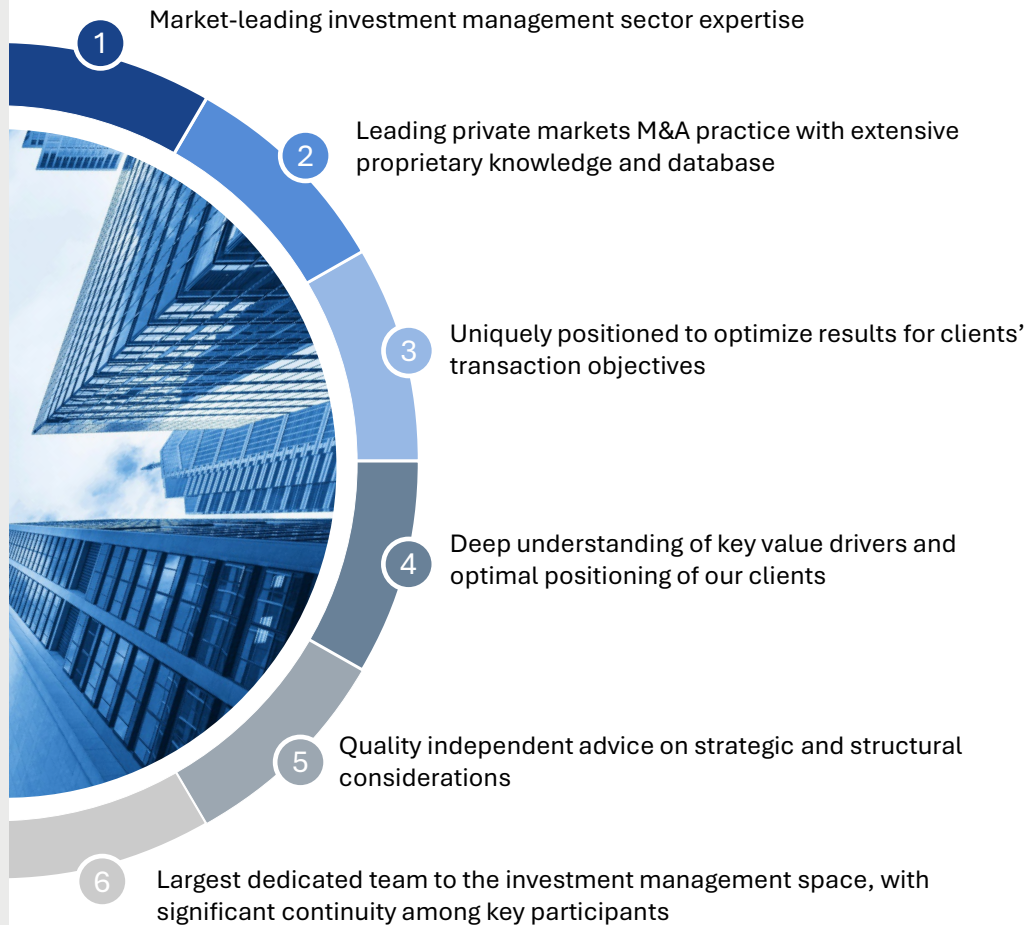 1
Market-leading investment management sector expertise
2
Leading private markets M&A practice with extensive
proprietary knowledge and database
3
Uniquely positioned to optimize results for clients’
transaction objectives
4
Deep understanding of key value drivers and
optimal positioning of our clients
5
Quality independent advice on strategic and structural
considerations
6
Largest dedicated team to the investment management space, with
significant continuity among key participants